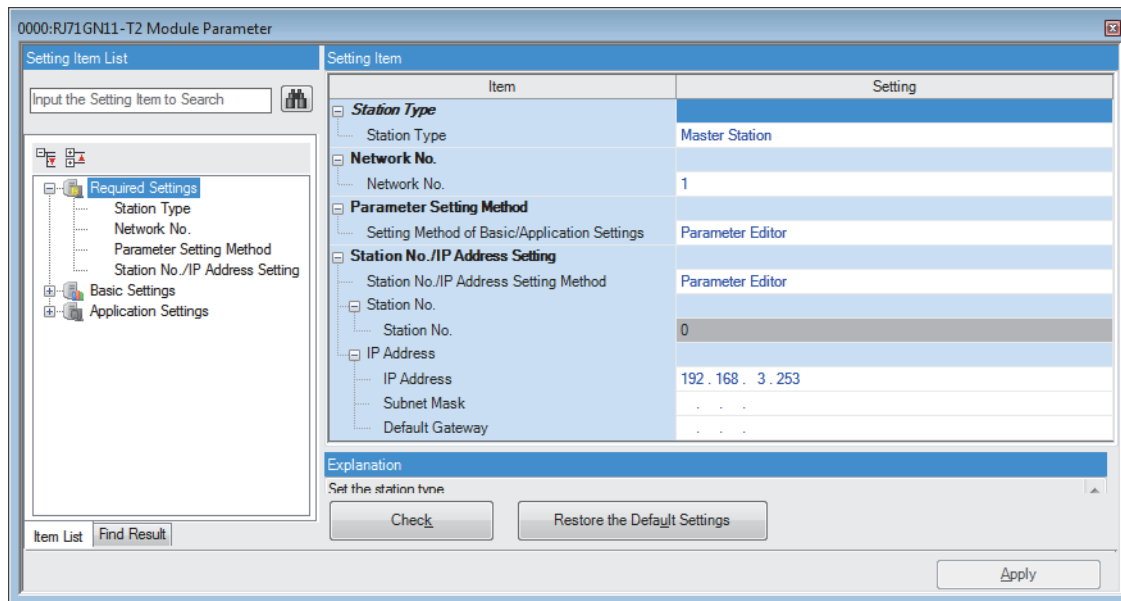 0000:RJ71GN11-T2 Module Parameter
Setting Item List
Input the Setting Item to Search
Required Settings
Station Type
Network No.
Parameter Setting Method
Station No./IP Address Setting
Basic Settings
Application Settings
Item List Find Result
Setting Item
Item Setting
Station Type
Station Type Master Station
Network No.
Network No. 1
Parameter Setting Method
Setting Method of Basic/Application Settings Parameter Editor
Station No./IP Address Setting
Station No./IP Address Setting Method Parameter Editor
Station No.
Station No. 0
IP Address
IP Address 192 . 168 . 3 . 253
Subnet Mask . . .
Default Gateway . . .
Explanation
Set the station type
Check Restore the Default Settings
Apply